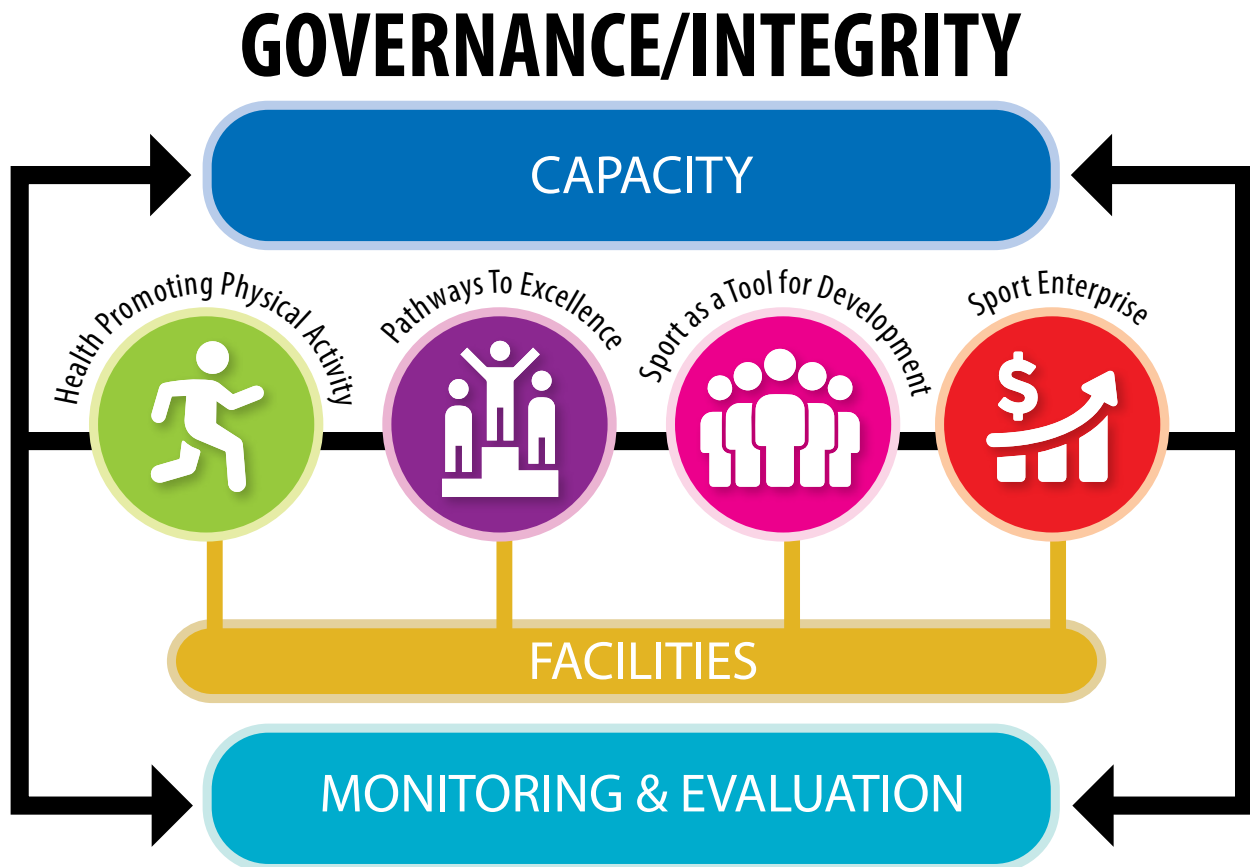 GOVERNANCE/INTEGRITY
CAPACITY
Health Promoting Physical Activity
Pathways To Excellence
Sport as a Tool for Development
Sport Enterprise
$
FACILITIES
MONITORING & EVALUATION